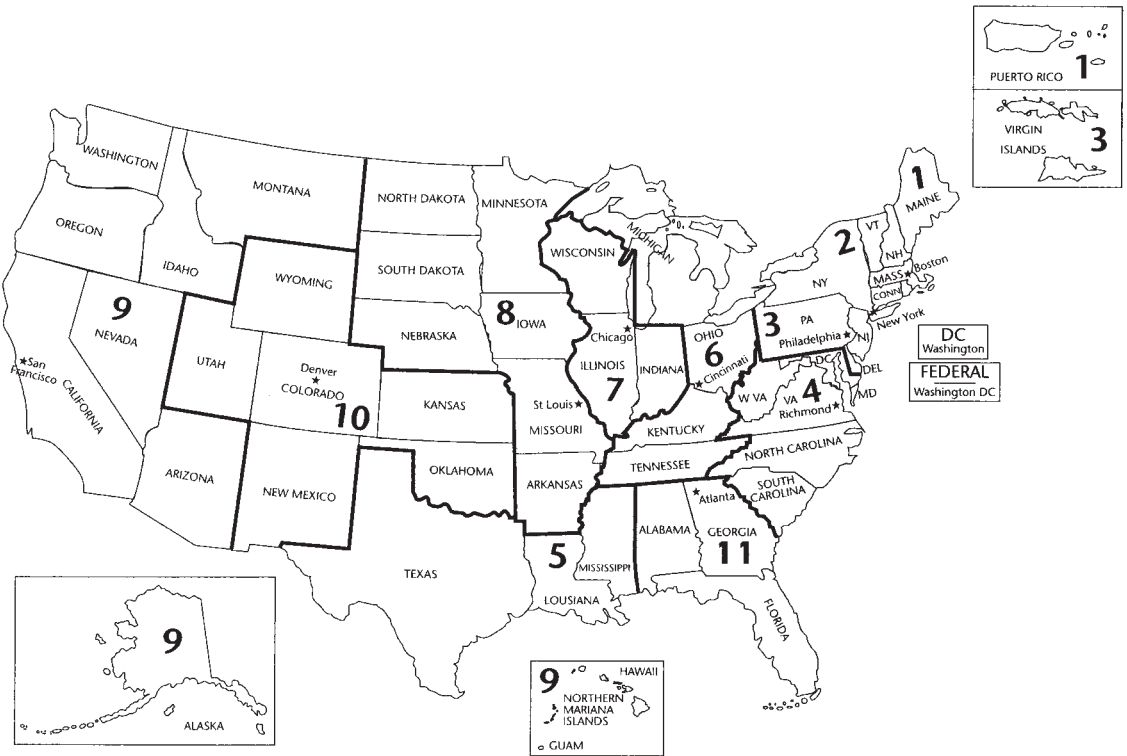 PUERTO RICO
1
VIRGIN
ISLANDS
3
WASHINGTON
MONTANA
NORTH DAKOTA
MINNESOTA
MICHIGAN
1
MAINE
OREGON
IDAHO
WYOMING
SOUTH DAKOTA
WISCONSIN
2
VT
NH
NY
MASS
Boston
CONN
9
NEVADA
NEBRASKA
8
IOWA
Chicago
OHIO
6
Cincinnati
3
PA
Philadelphia
NJ
New York
DC
Washington
FEDERAL
Washington DC
San
Francisco
CALIFORNIA
UTAH
Denver
COLORADO
10
KANSAS
St Louis
MISSOURI
ILLINOIS
7
INDIANA
W VA
VA
4
Richmond
DC
DEL
MD
KENTUCKY
ARIZONA
NEW MEXICO
OKLAHOMA
ARKANSAS
TENNESSEE
NORTH CAROLINA
SOUTH
CAROLINA
Atlanta
GEORGIA
11
ALABAMA
MISSISSIPPI
TEXAS
5
LOUSIANA
FLORIDA
9
ALASKA
9
HAWAII
NORTHERN
MARIANA
ISLANDS
GUAM